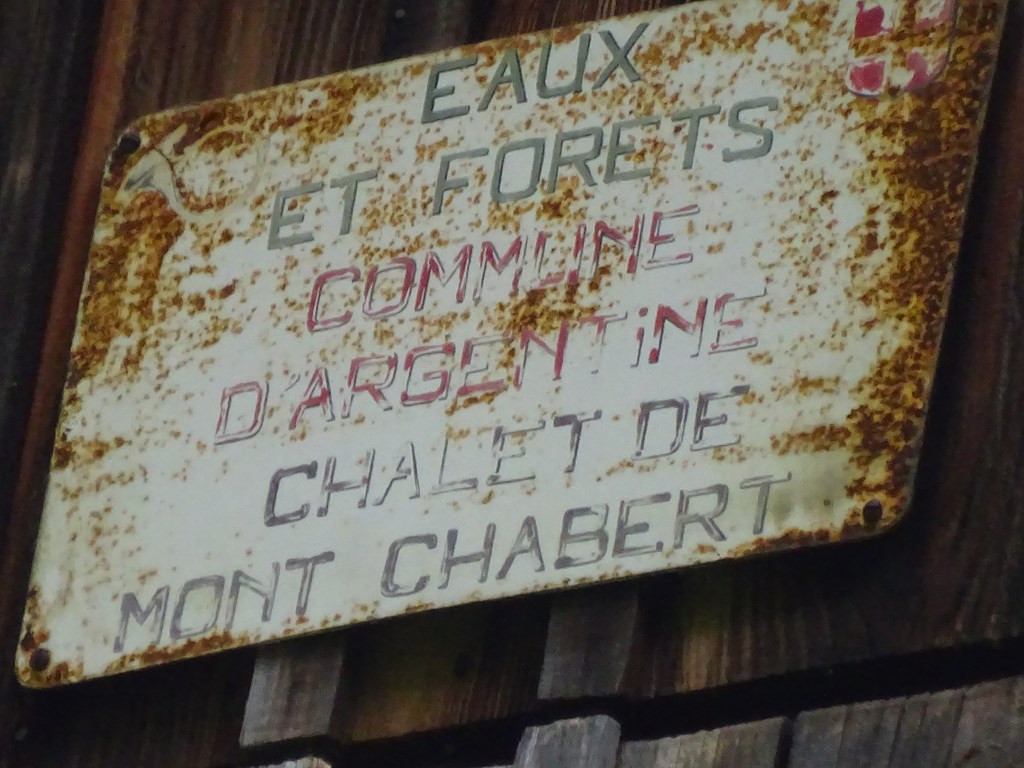 EAUX
ET FORETS
COMMUNE
D'ARGENTiNE
CHALET DE
MONT CHABERT